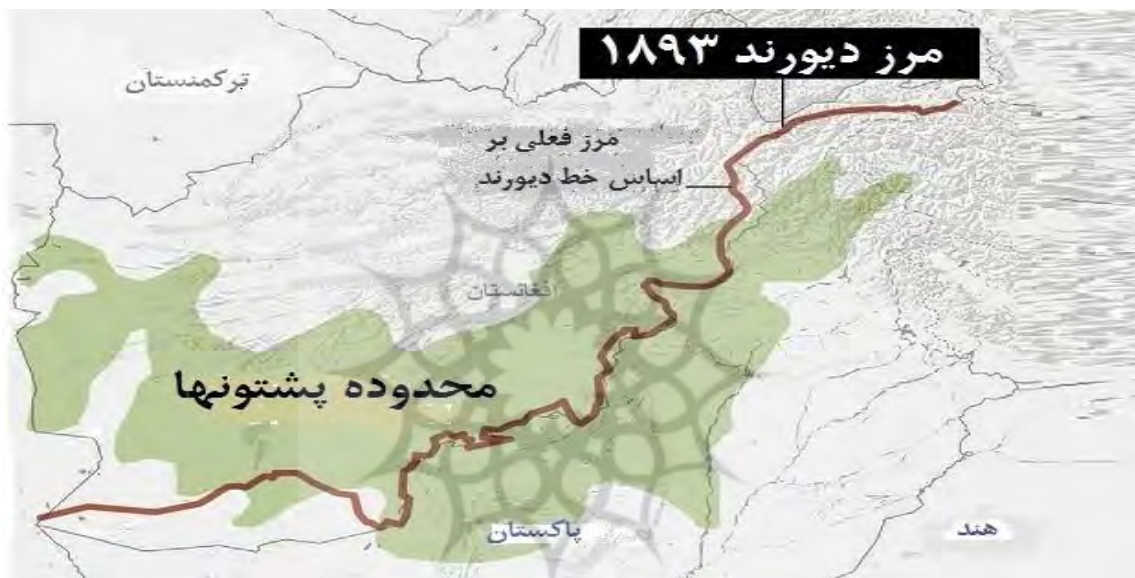 مرز دیورند ۱۸۹۳
ترکمنستان
مرز فعلی بر
اساس خط دیورند
افغانستان
محدوده پشتونها
پاکستان
هند